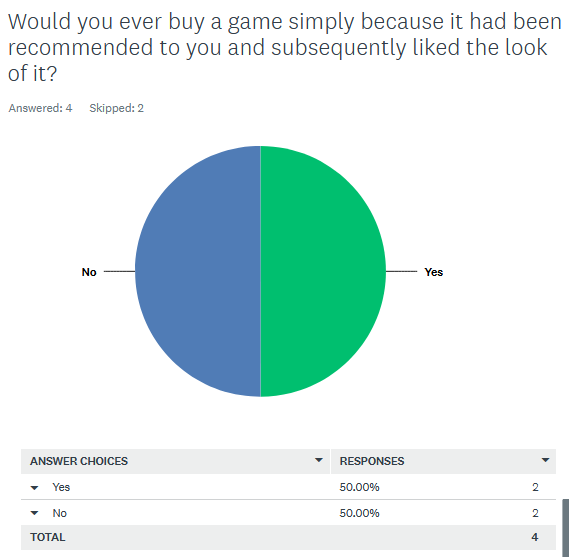 Would you ever buy a game simply because it had been
recommended to you and subsequently liked the look
of it?
Answered: 4 Skipped: 2
No
Yes
ANSWER CHOICES RESPONSES
Yes 50.00% 2
No 50.00% 2
TOTAL 4